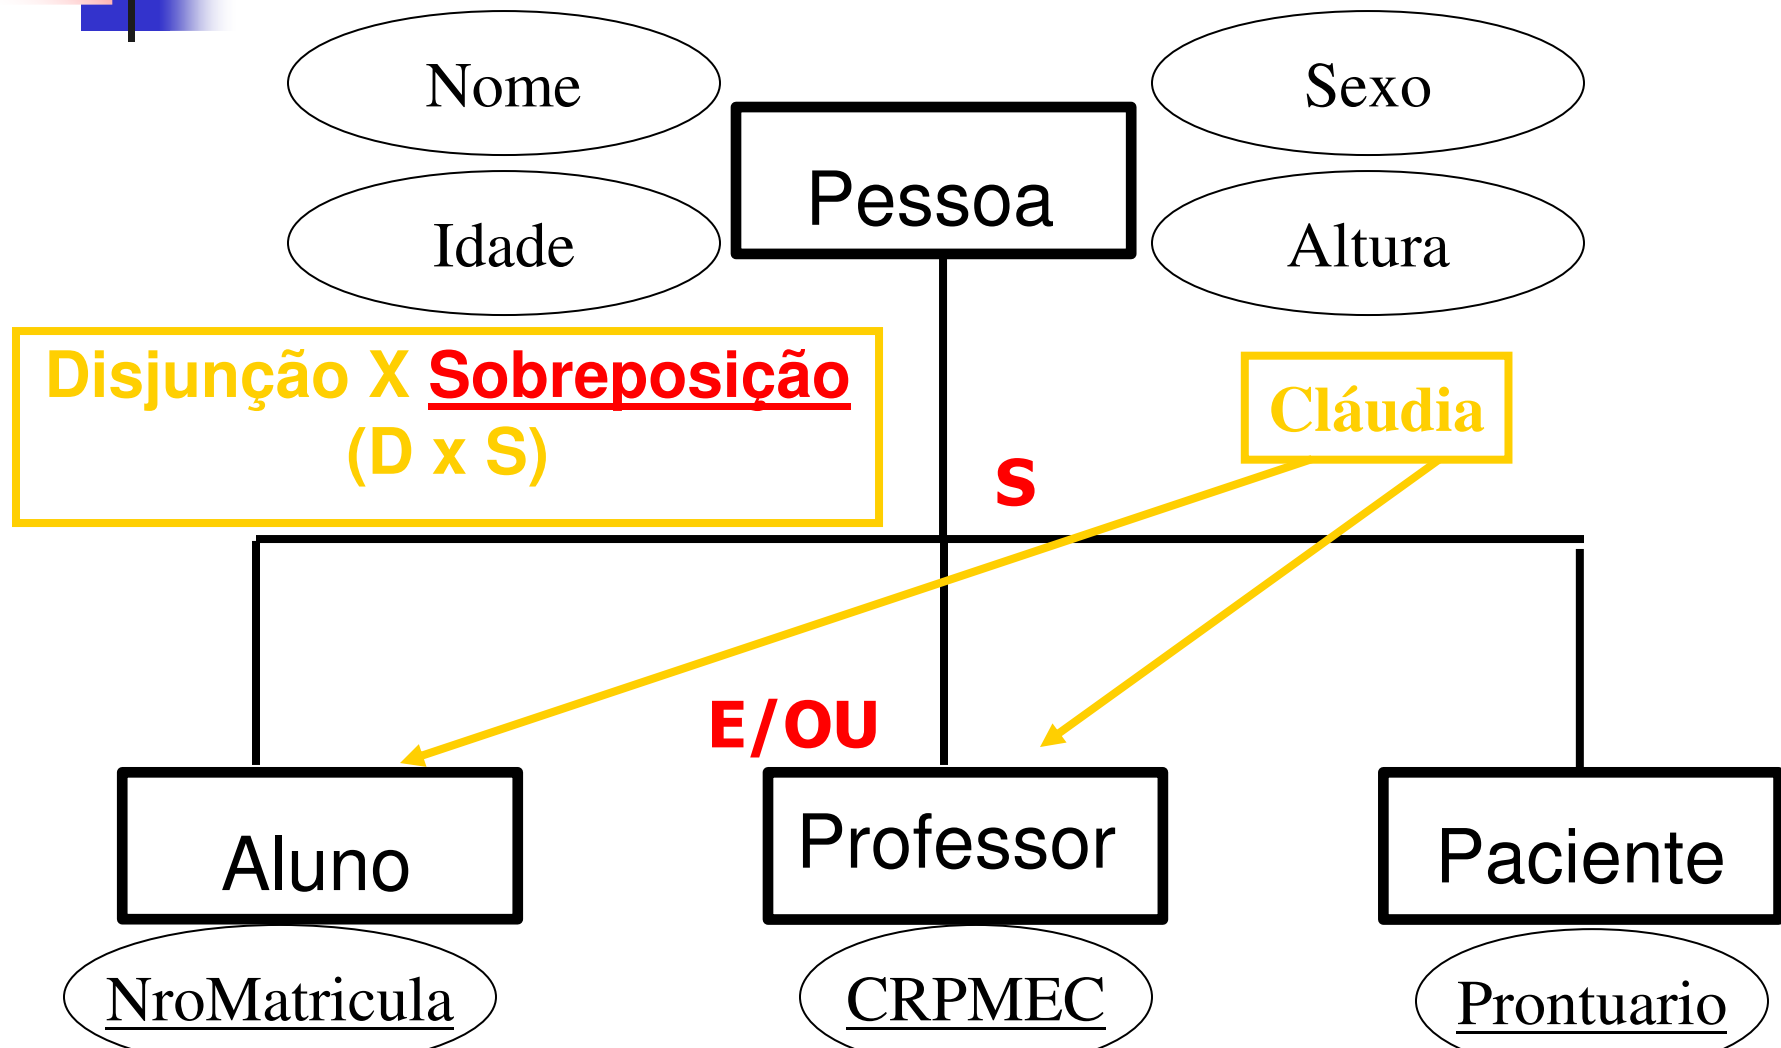 Nome
Sexo
Pessoa
Idade
Altura
Disjunção X Sobreposição
(D x S)
Cláudia
S
E/OU
Aluno
Professor
Paciente
NroMatricula
CRPMEC
Prontuario